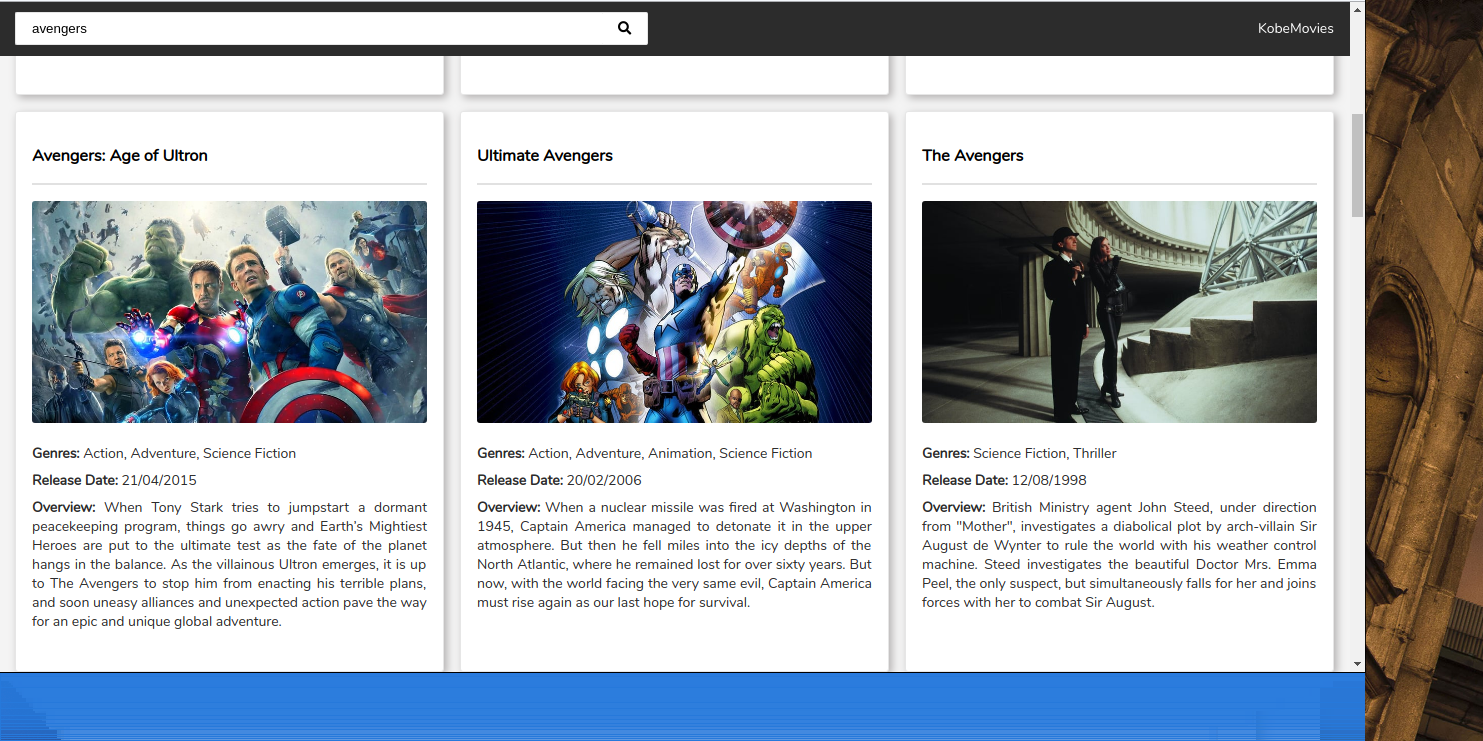 avengers
KobeMovies
Avengers: Age of Ultron
Genres: Action, Adventure, Science Fiction
Release Date: 21/04/2015
Overview: When Tony Stark tries to jumpstart a dormant
peacekeeping program, things go awry and Earth’s Mightiest
Heroes are put to the ultimate test as the fate of the planet
hangs in the balance. As the villainous Ultron emerges, it is up
to The Avengers to stop him from enacting his terrible plans,
and soon uneasy alliances and unexpected action pave the way
for an epic and unique global adventure.
Ultimate Avengers
Genres: Action, Adventure, Animation, Science Fiction
Release Date: 20/02/2006
Overview: When a nuclear missile was fired at Washington in
1945, Captain America managed to detonate it in the upper
atmosphere. But then he fell miles into the icy depths of the
North Atlantic, where he remained lost for over sixty years. But
now, with the world facing the very same evil, Captain America
must rise again as our last hope for survival.
The Avengers
Genres: Science Fiction, Thriller
Release Date: 12/08/1998
Overview: British Ministry agent John Steed, under direction
from "Mother", investigates a diabolical plot by arch-villain Sir
August de Wynter to rule the world with his weather control
machine. Steed investigates the beautiful Doctor Mrs. Emma
Peel, the only suspect, but simultaneously falls for her and joins
forces with her to combat Sir August.